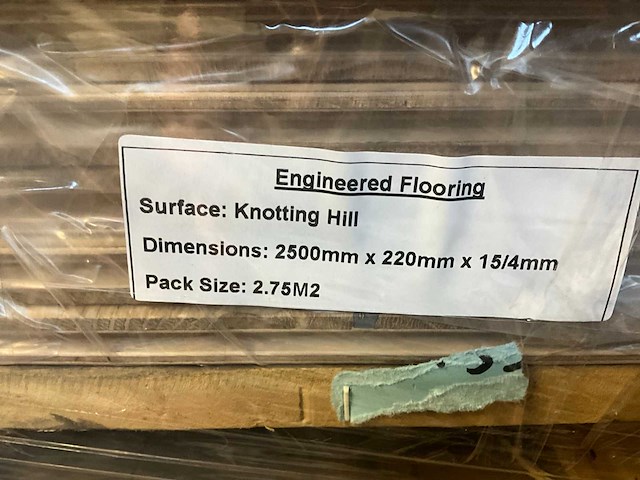 Engineered Flooring
Surface: Knotting Hill
Dimensions: 2500mm x 220mm x 15/4mm
Pack Size: 2.75M2